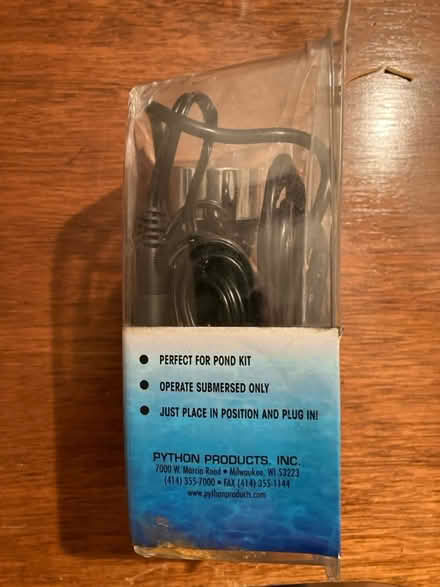 ● PERFECT FOR POND KIT
● OPERATE SUBMERSED ONLY
● JUST PLACE IN POSITION AND PLUG IN!
PYTHON PRODUCTS, INC.
7000 W. Marcia Road • Milwaukee, WI 53223
(414) 355-7000 • FAX (414) 355-1144
www.pythonproducts.com